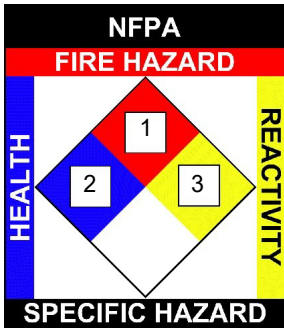 NFPA
FIRE HAZARD
HEALTH
1
2
3
REACTIVITY
SPECIFIC HAZARD